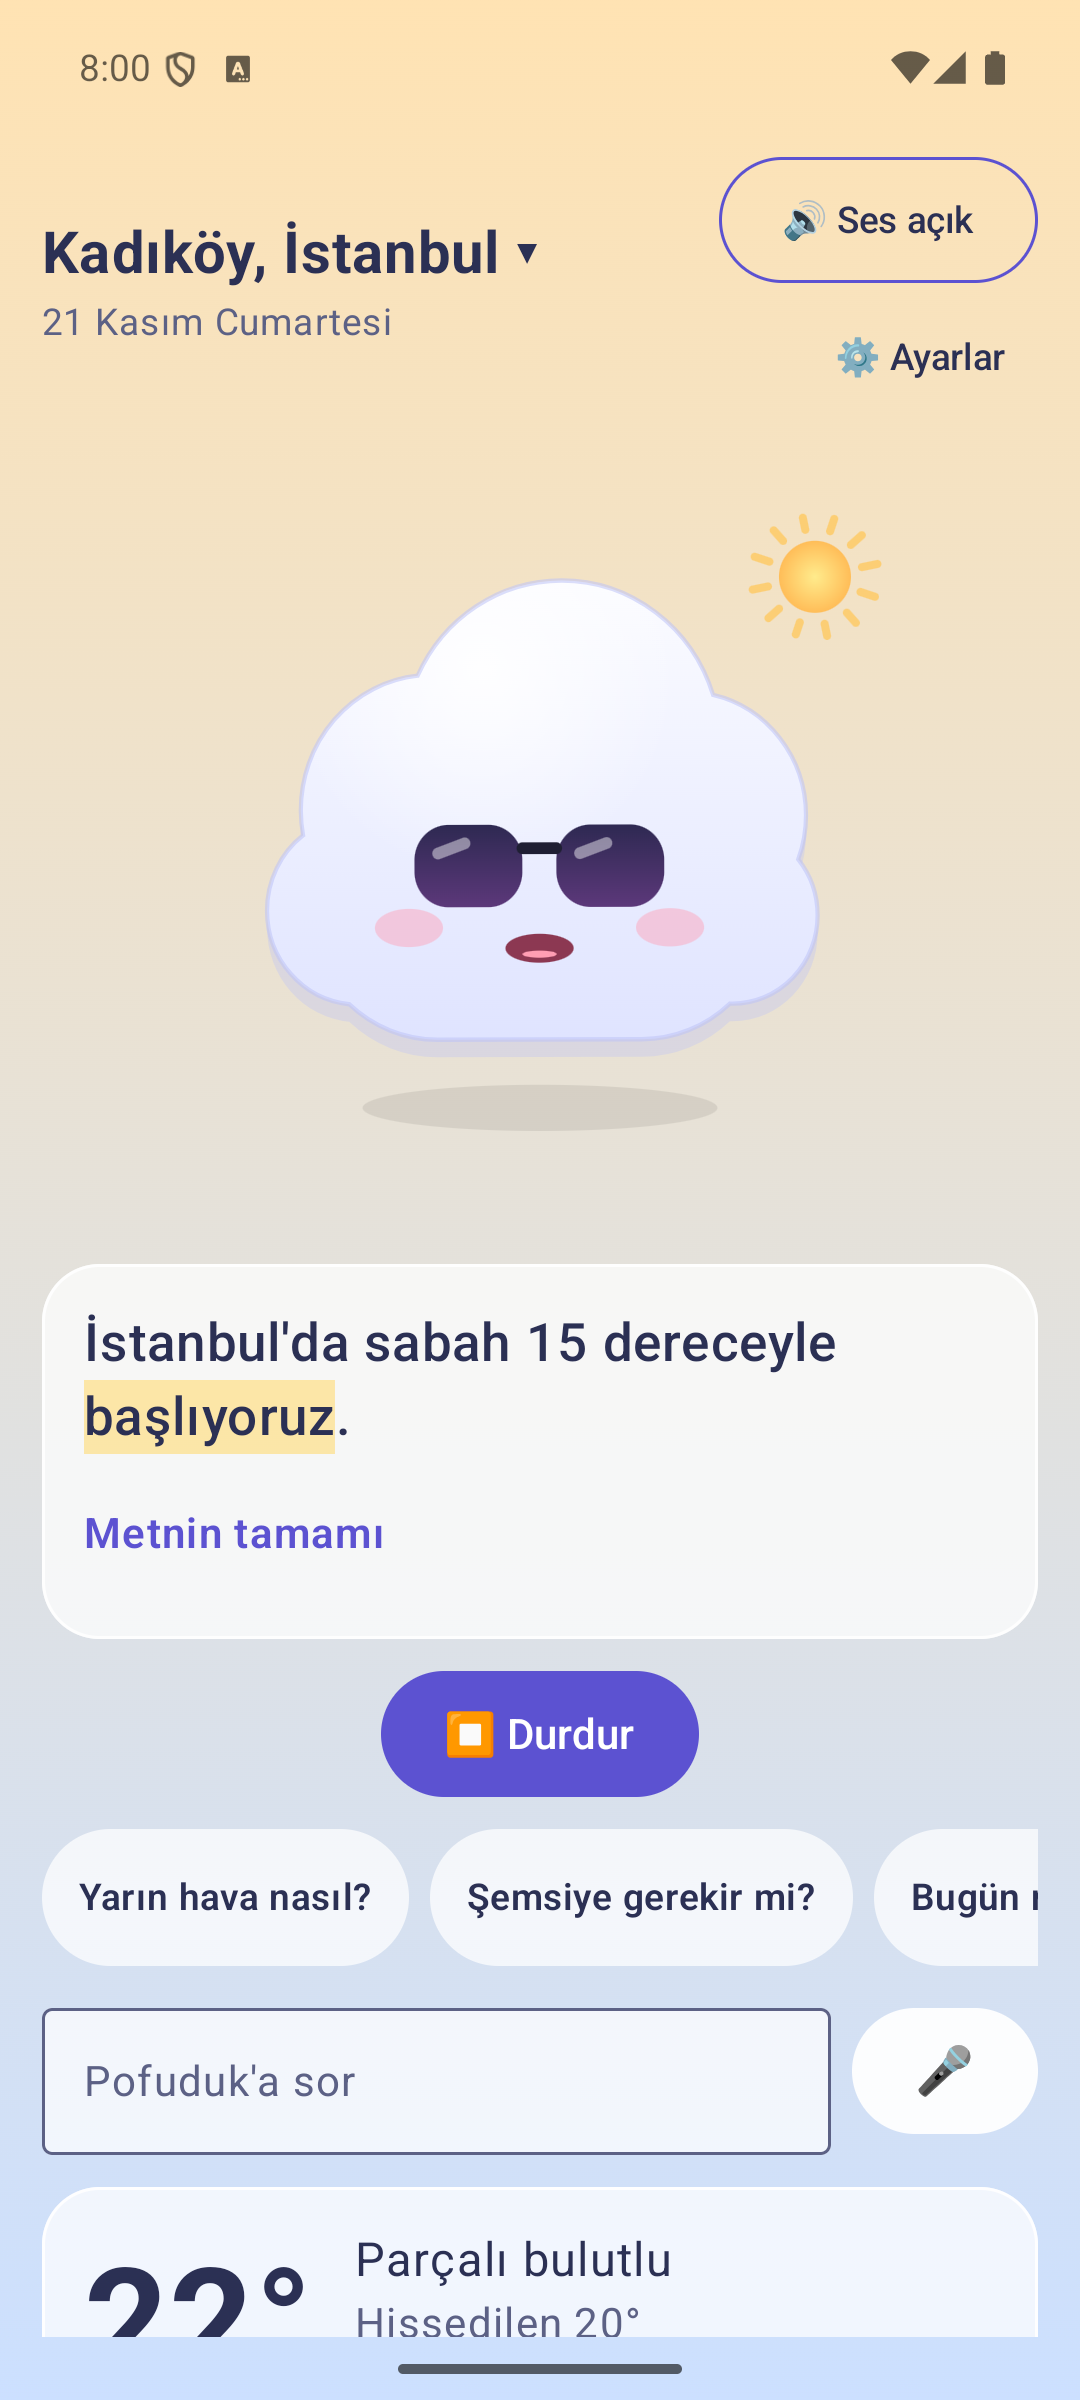 8:00
🔊 Ses açık
Kadıköy, İstanbul ▼
21 Kasım Cumartesi
⚙️ Ayarlar
İstanbul'da sabah 15 dereceyle
başlıyoruz.
Metnin tamamı
⏹️ Durdur
Yarın hava nasıl?
Şemsiye gerekir mi?
Bugün
Pofuduk'a sor
22°
Parçalı bulutlu
Hissedilen 20°